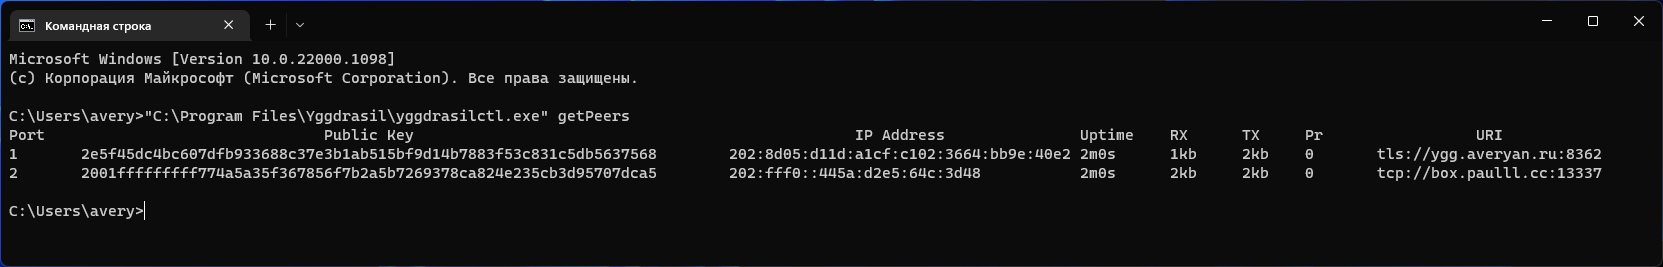 Командная строка
Microsoft Windows [Version 10.0.22000.1098]
(c) Корпорация Майкрософт (Microsoft Corporation). Все права защищены.
C:\Users\avery>"C:\Program Files\Yggdrasil\yggdrasilctl.exe" getPeers
Port Public Key IP Address Uptime RX TX Pr URI
1 2e5f45dc4bc607dfb933688c37e3b1ab515bf9d14b7883f53c831c5db5637568 202:8d05:d11d:a1cf:c102:3664:bb9e:40e2 2m0s 1kb 2kb 0 tls://ygg.averyan.ru:8362
2 2001fffffffff774a5a35f367856f7b2a5b7269378ca824e235cb3d95707dca5 202:fff0::445a:d2e5:64c:3d48 2m0s 2kb 2kb 0 tcp://box.paulll.cc:13337
C:\Users\avery>